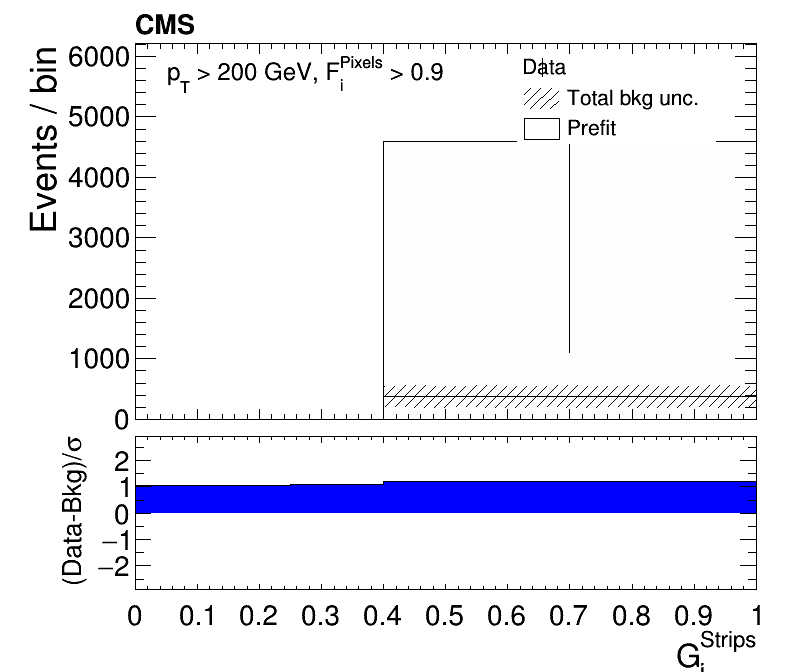 CMS
p_T > 200 GeV, F_i^Pixels > 0.9
Data
Total bkg unc.
Prefit
Events / bin
6000
5000
4000
3000
2000
1000
0
(Data-Bkg)/σ
2
1
0
−1
−2
0 0.1 0.2 0.3 0.4 0.5 0.6 0.7 0.8 0.9 1
G_i^Strips